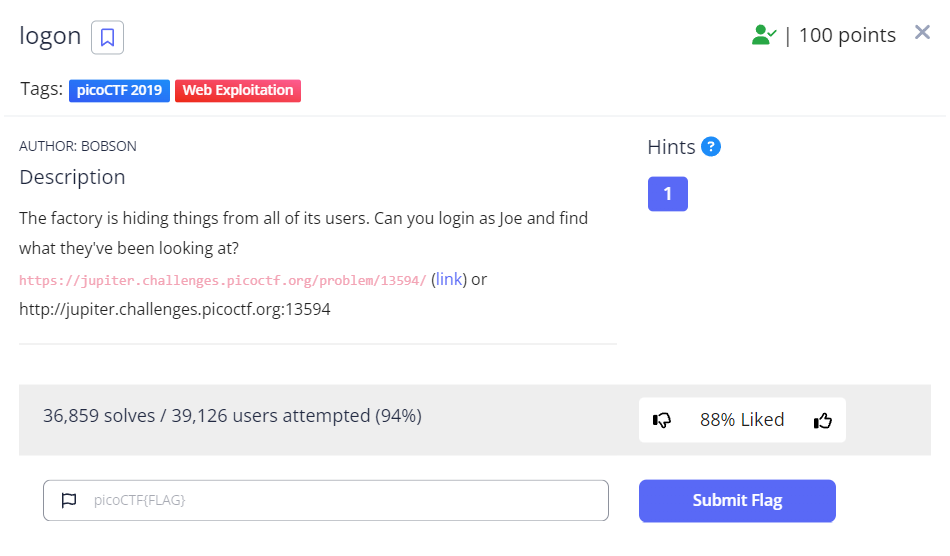 logon
| 100 points
Tags: picoCTF 2019 Web Exploitation
AUTHOR: BOBSON
Description
The factory is hiding things from all of its users. Can you login as Joe and find
what they've been looking at?
https://jupiter.challenges.picoctf.org/problem/13594/ (link) or
http://jupiter.challenges.picoctf.org:13594
Hints ?
1
36,859 solves / 39,126 users attempted (94%)
88% Liked
picoCTF{FLAG}
Submit Flag